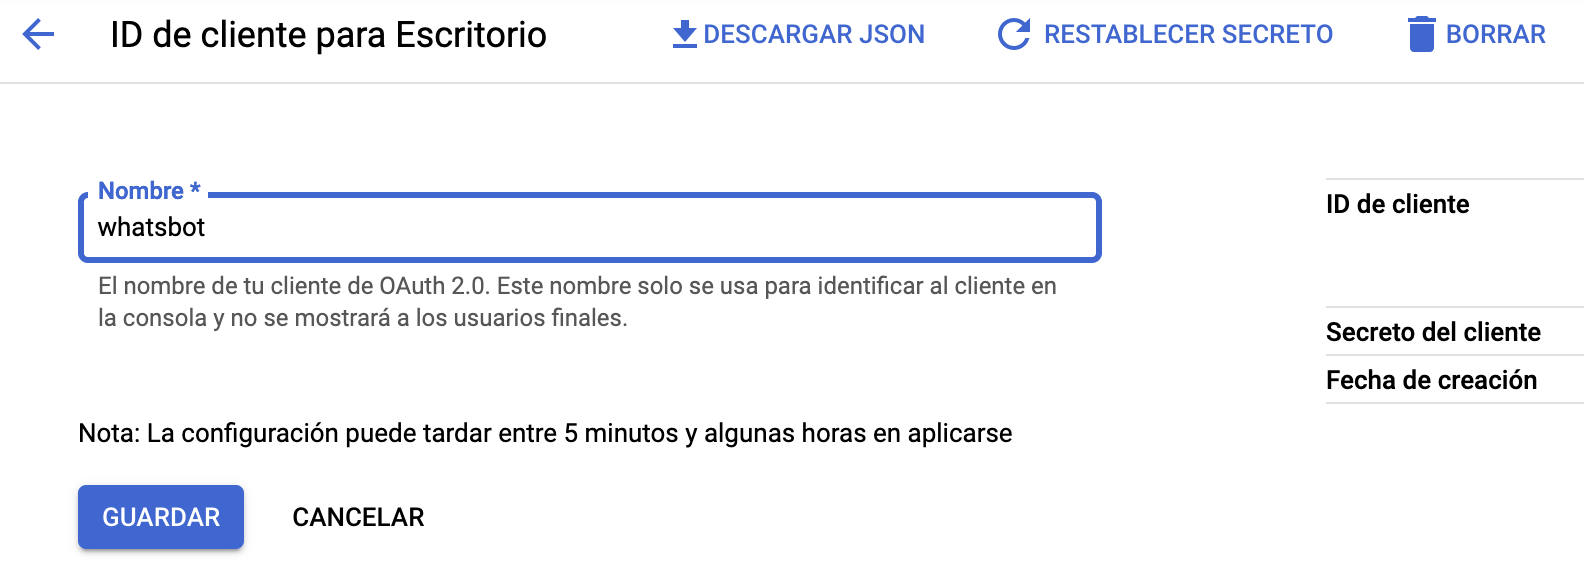 ID de cliente para Escritorio
DESCARGAR JSON
RESTABLECER SECRETO
BORRAR
Nombre *
whatsbot
El nombre de tu cliente de OAuth 2.0. Este nombre solo se usa para identificar al cliente en
la consola y no se mostrará a los usuarios finales.
Nota: La configuración puede tardar entre 5 minutos y algunas horas en aplicarse
GUARDAR
CANCELAR
ID de cliente
Secreto del cliente
Fecha de creación